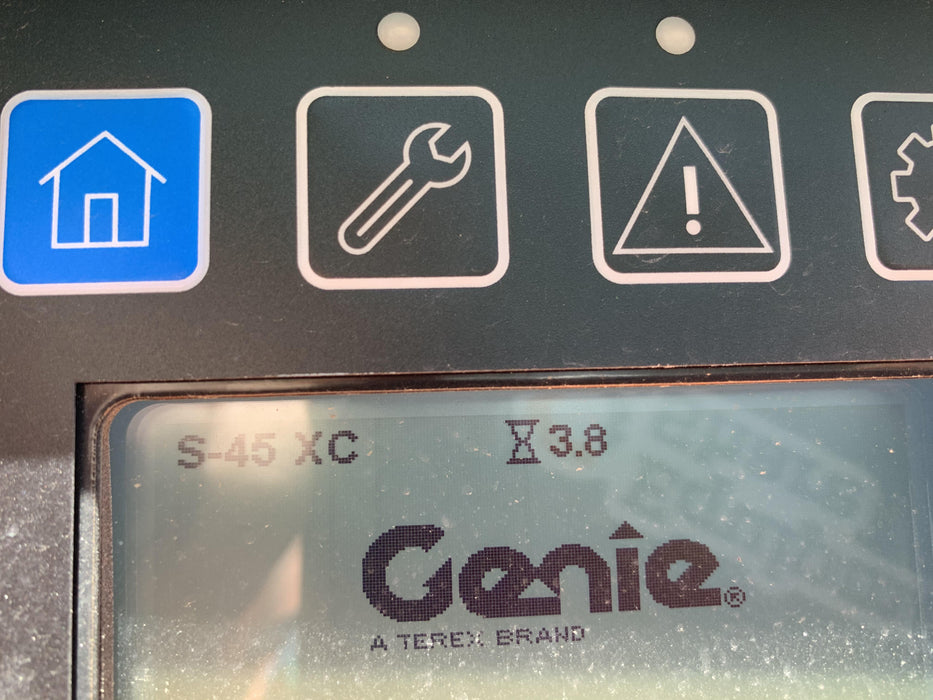 S-45 XC 3.8
Genie®
A TEREX BRAND